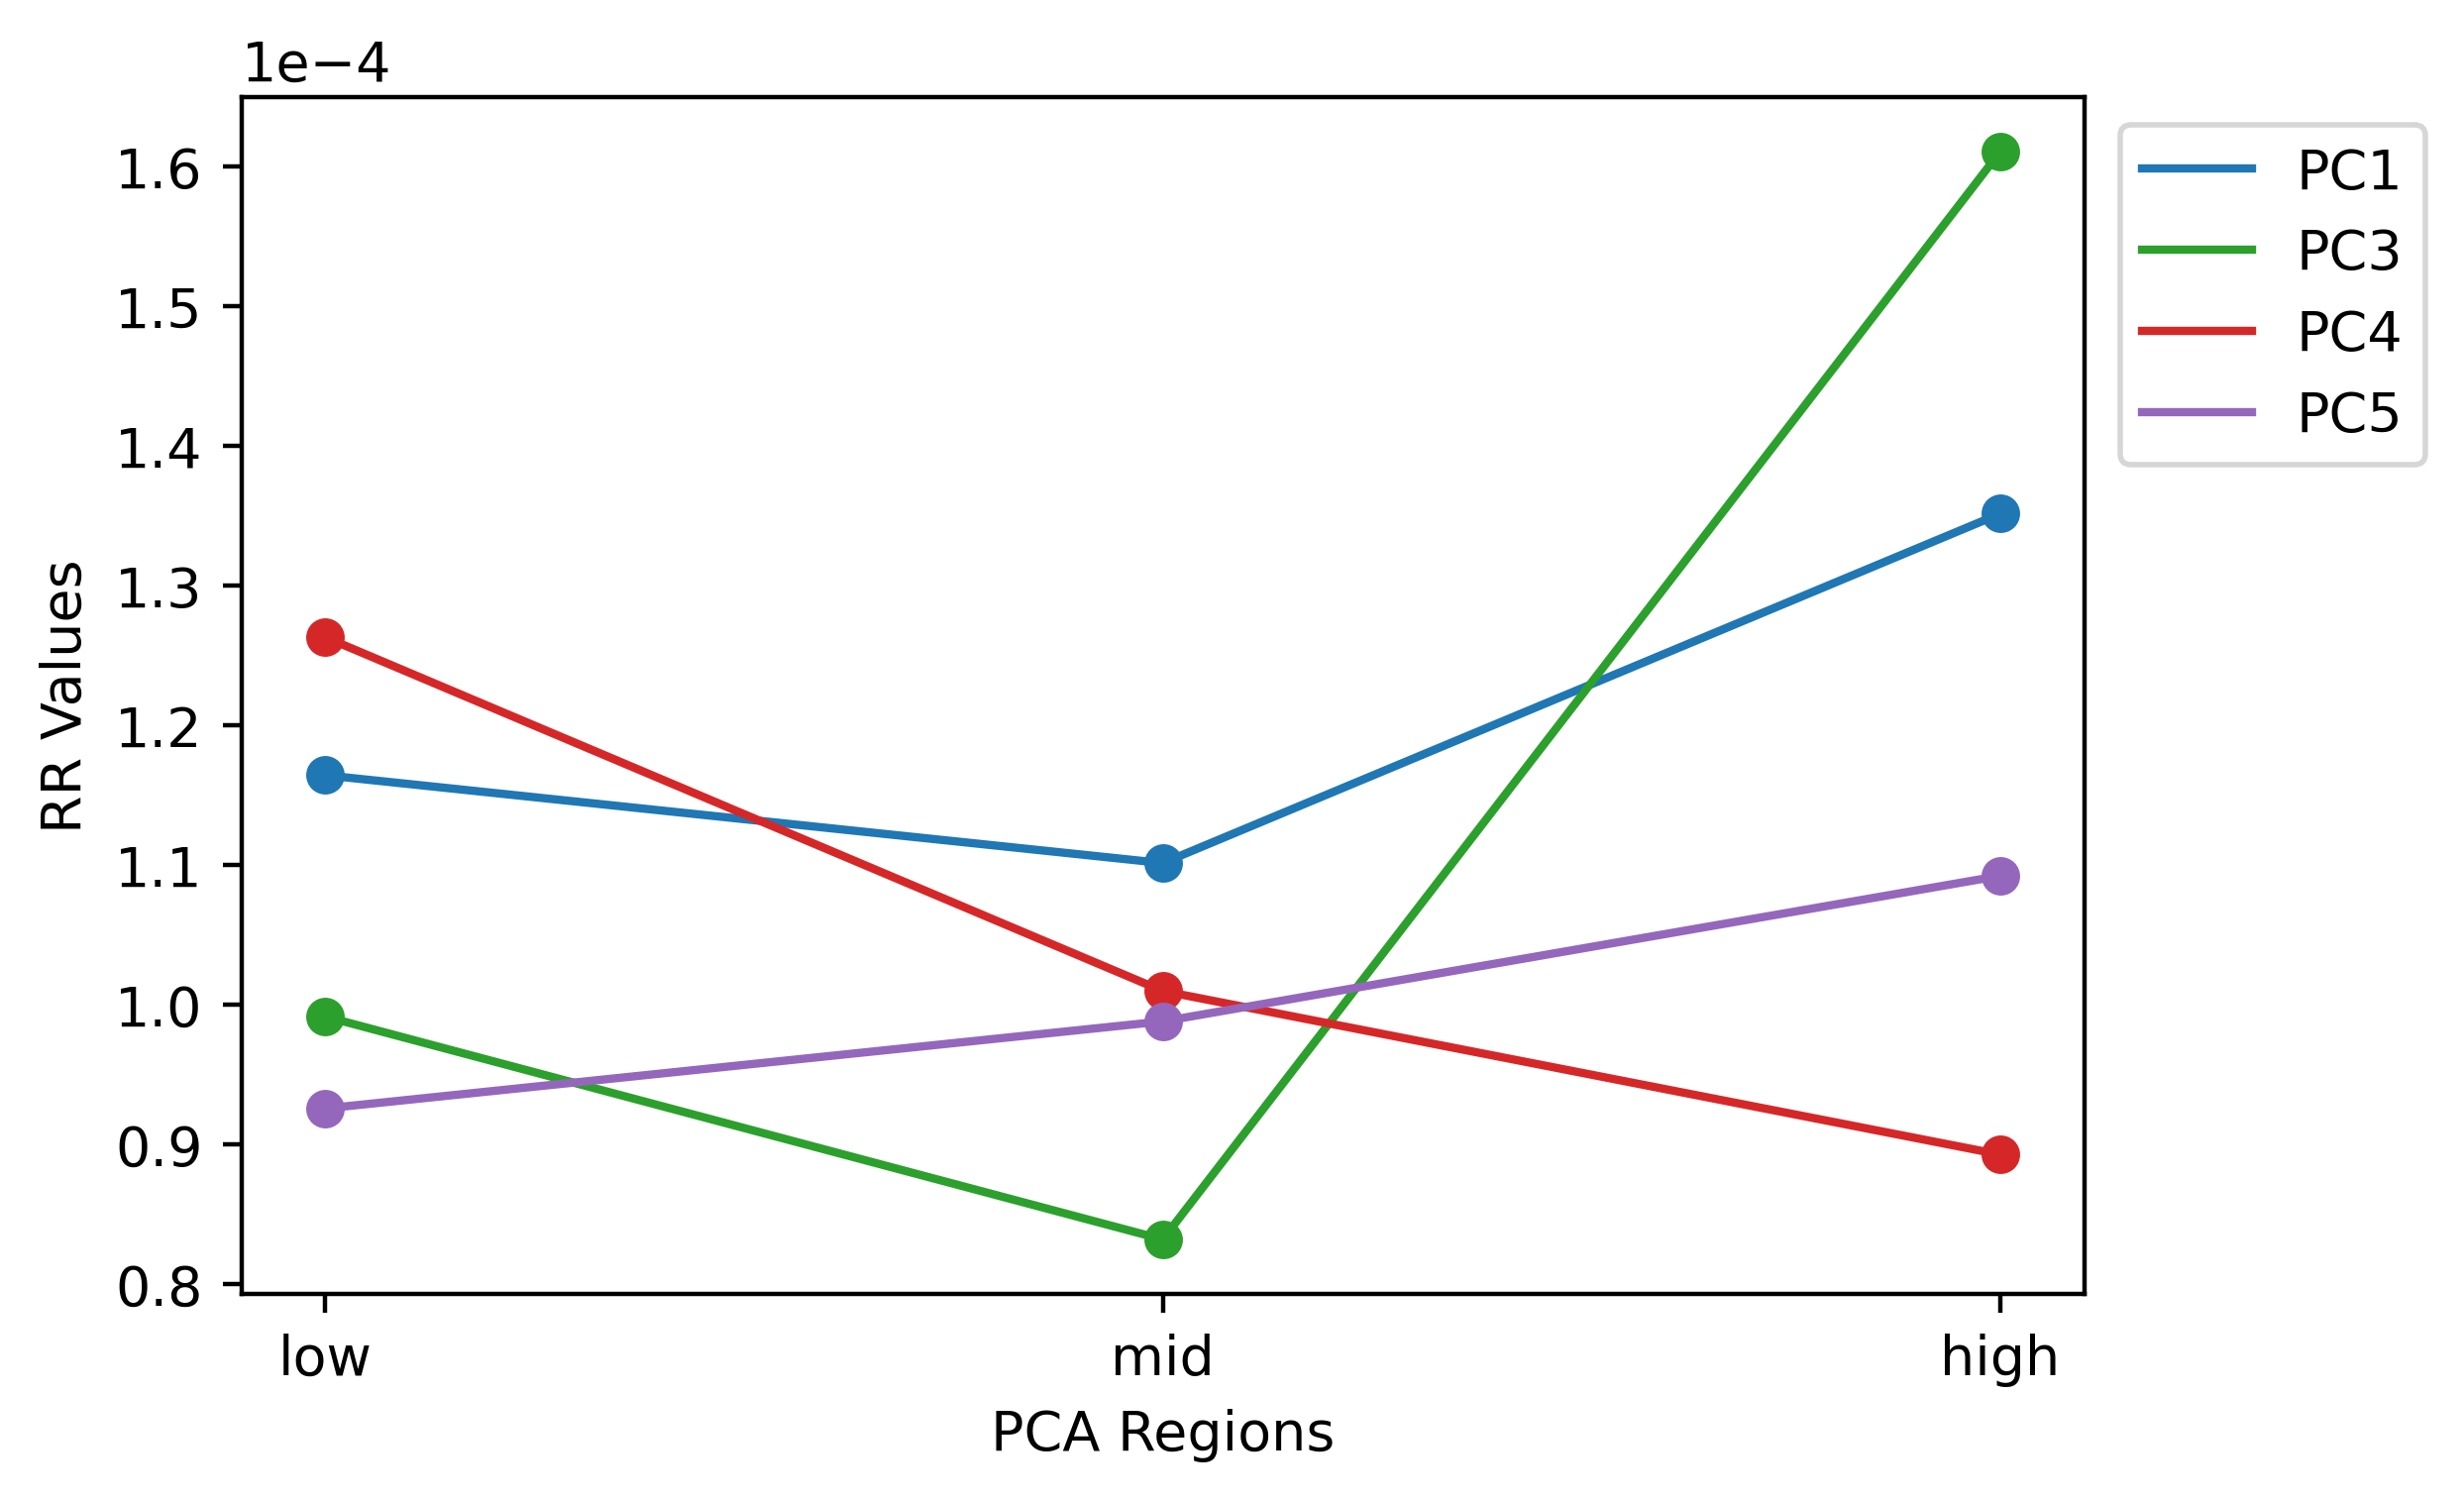 1e−4
1.6
1.5
1.4
1.3
1.2
1.1
1.0
0.9
0.8
RR Values
low
mid
high
PCA Regions
PC1
PC3
PC4
PC5